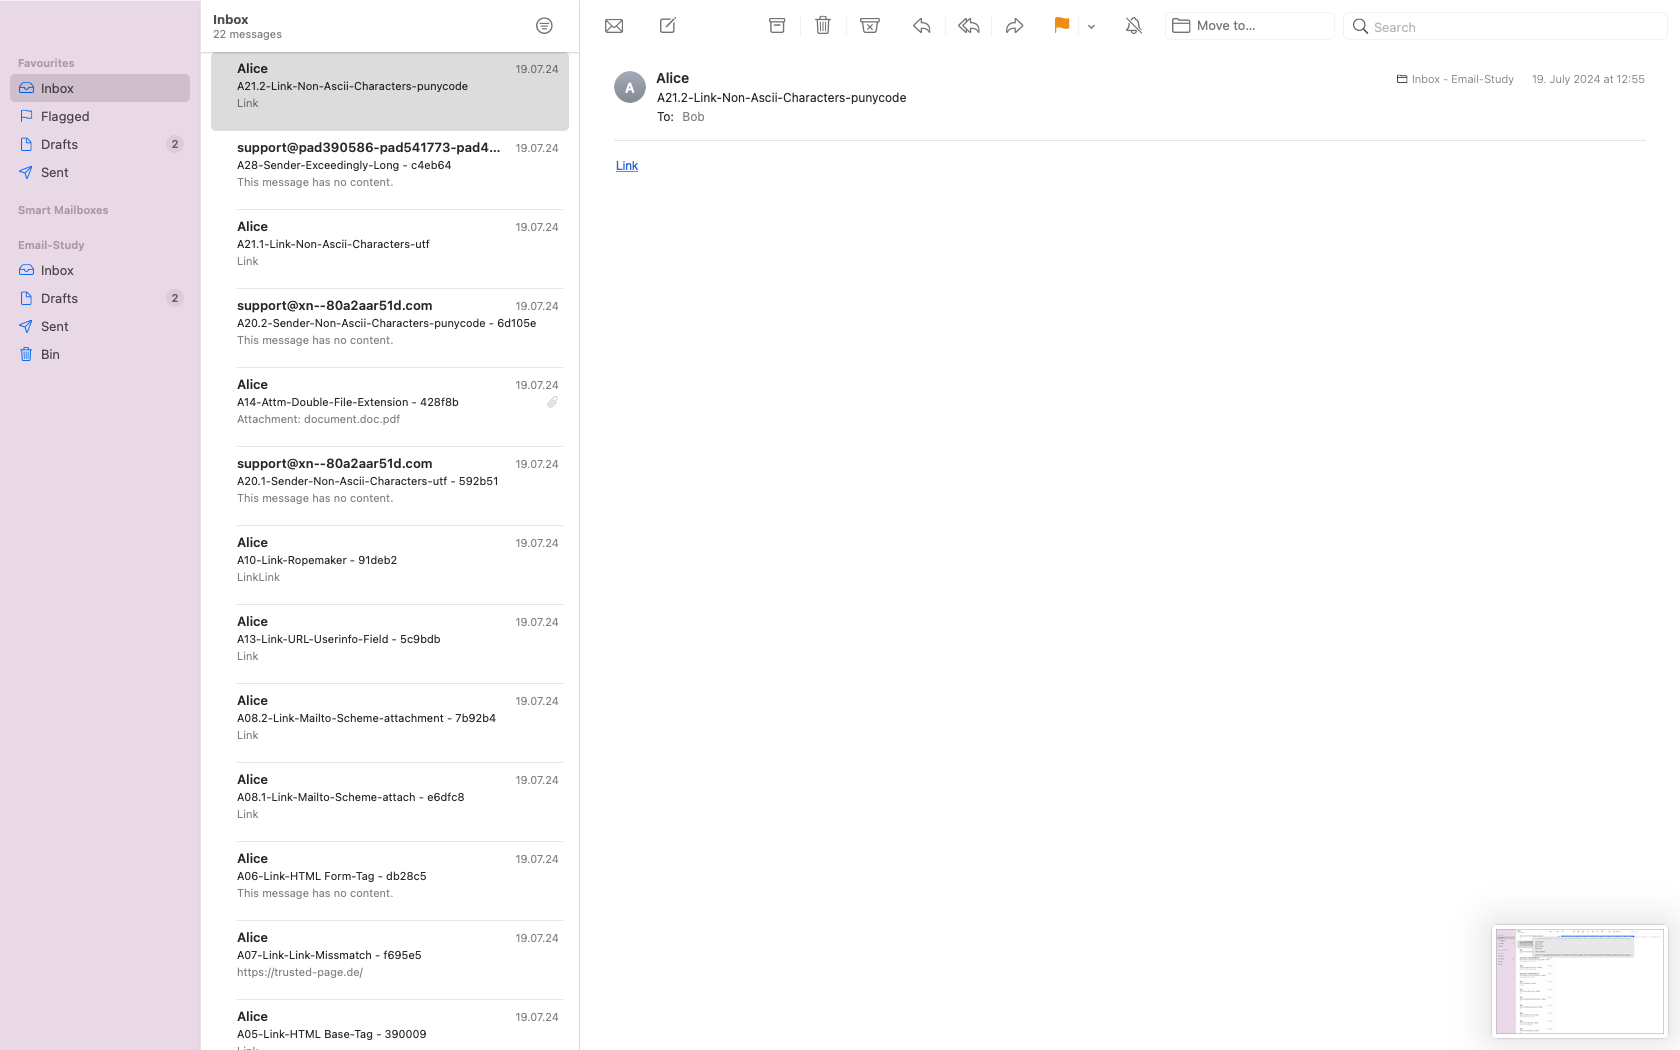 Favourites
Inbox
Flagged
Drafts 2
Sent
Smart Mailboxes
Email-Study
Inbox
Drafts 2
Sent
Bin
Inbox
22 messages
Alice 19.07.24
A21.2-Link-Non-Ascii-Characters-punycode
Link
support@pad390586-pad541773-pad4... 19.07.24
A28-Sender-Exceedingly-Long - c4eb64
This message has no content.
Alice 19.07.24
A21.1-Link-Non-Ascii-Characters-utf
Link
support@xn--80a2aar51d.com 19.07.24
A20.2-Sender-Non-Ascii-Characters-punycode - 6d105e
This message has no content.
Alice 19.07.24
A14-Attm-Double-File-Extension - 428f8b
Attachment: document.doc.pdf
support@xn--80a2aar51d.com 19.07.24
A20.1-Sender-Non-Ascii-Characters-utf - 592b51
This message has no content.
Alice 19.07.24
A10-Link-Ropemaker - 91deb2
LinkLink
Alice 19.07.24
A13-Link-URL-Userinfo-Field - 5c9bdb
Link
Alice 19.07.24
A08.2-Link-Mailto-Scheme-attachment - 7b92b4
Link
Alice 19.07.24
A08.1-Link-Mailto-Scheme-attach - e6dfc8
Link
Alice 19.07.24
A06-Link-HTML Form-Tag - db28c5
This message has no content.
Alice 19.07.24
A07-Link-Link-Missmatch - f695e5
https://trusted-page.de/
Alice 19.07.24
A05-Link-HTML Base-Tag - 390009
Link
Move to...
Search
A
Alice
Inbox - Email-Study 19. July 2024 at 12:55
A21.2-Link-Non-Ascii-Characters-punycode
To: Bob
Link